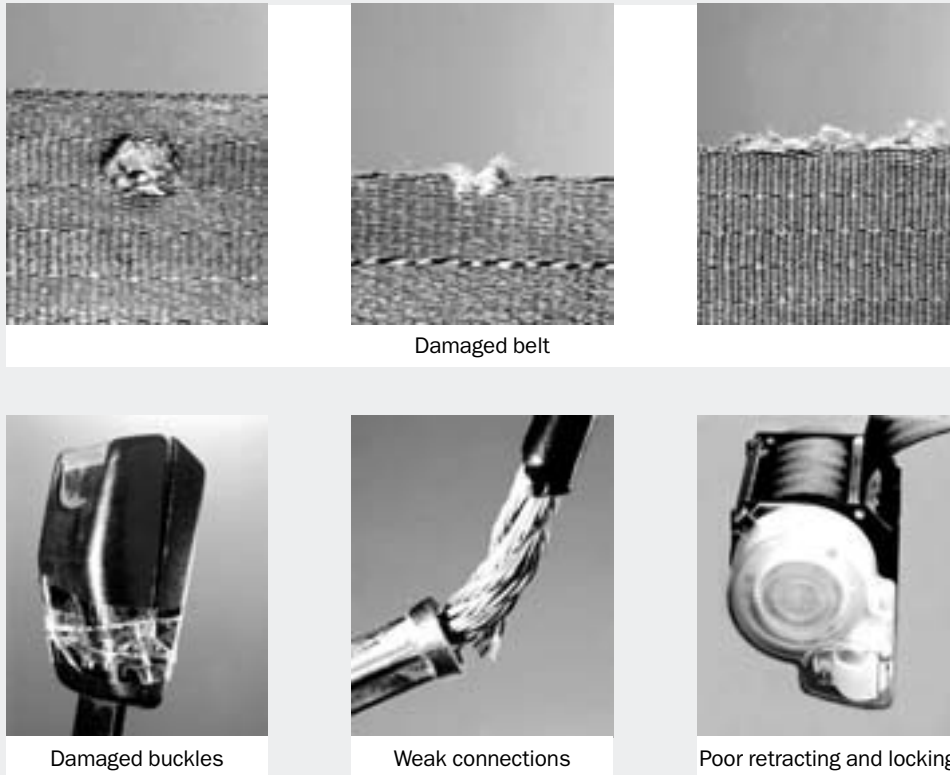 Damaged belt
Damaged buckles
Weak connections
Poor retracting and locking